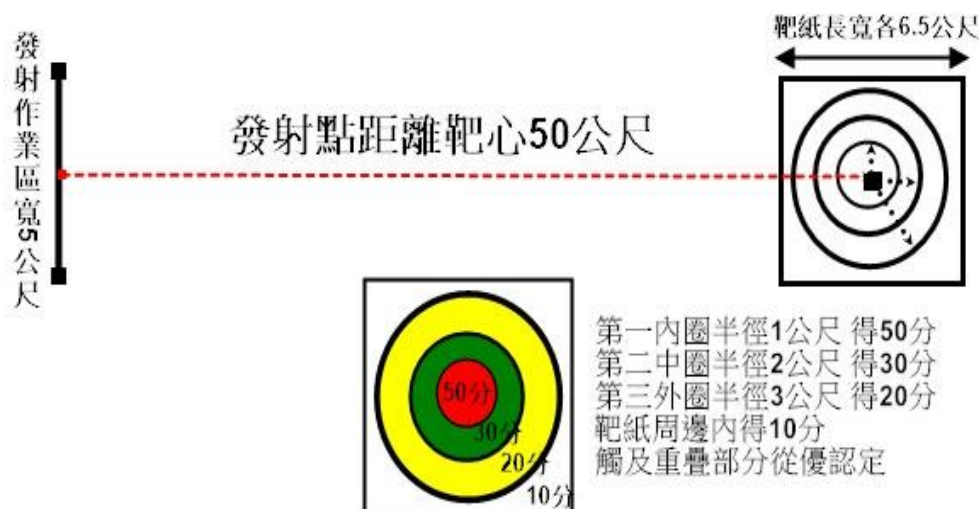 發射作業區寬5公尺
發射點距離靶心50公尺
靶紙長寬各6.5公尺
50分
30分
20分
10分
第一內圈半徑1公尺 得50分
第二中圈半徑2公尺 得30分
第三外圈半徑3公尺 得20分
靶紙周邊內得10分
觸及重疊部分從優認定